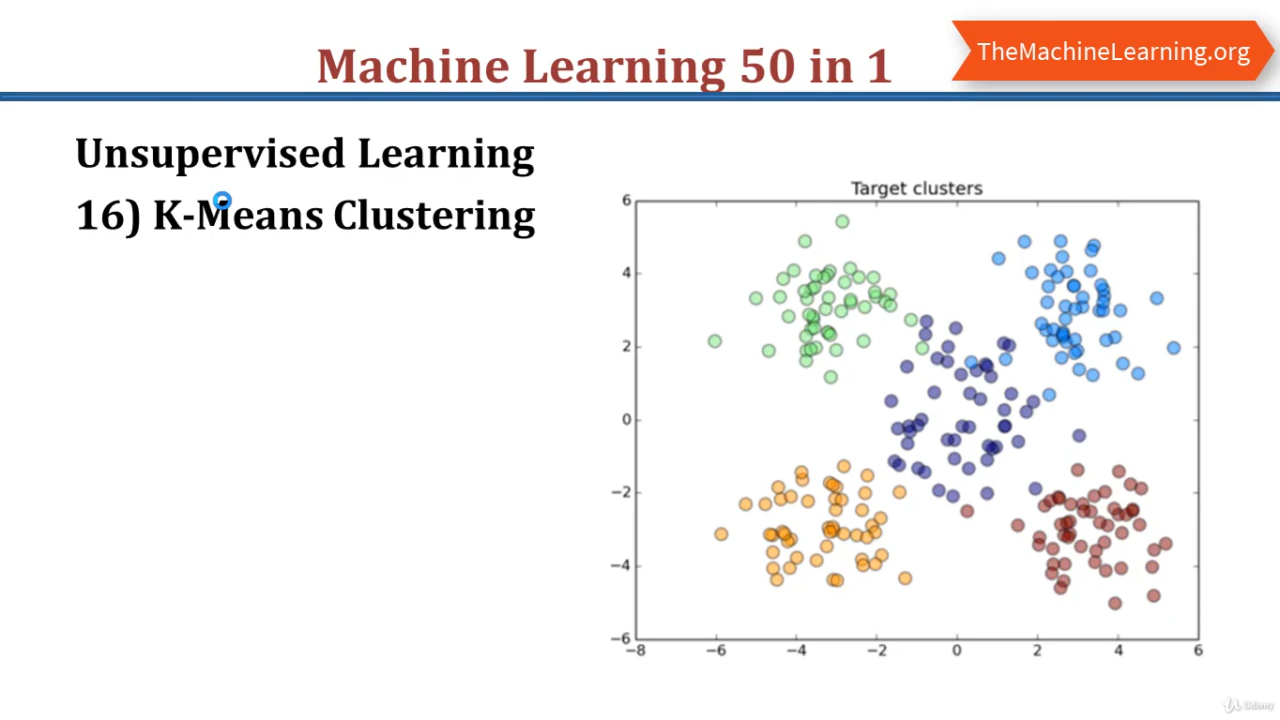 Machine Learning 50 in 1
TheMachineLearning.org
Unsupervised Learning
16) K-Means Clustering
Target clusters
6
4
2
0
−2
−4
−6
−8 −6 −4 −2 0 2 4 6
Udemy